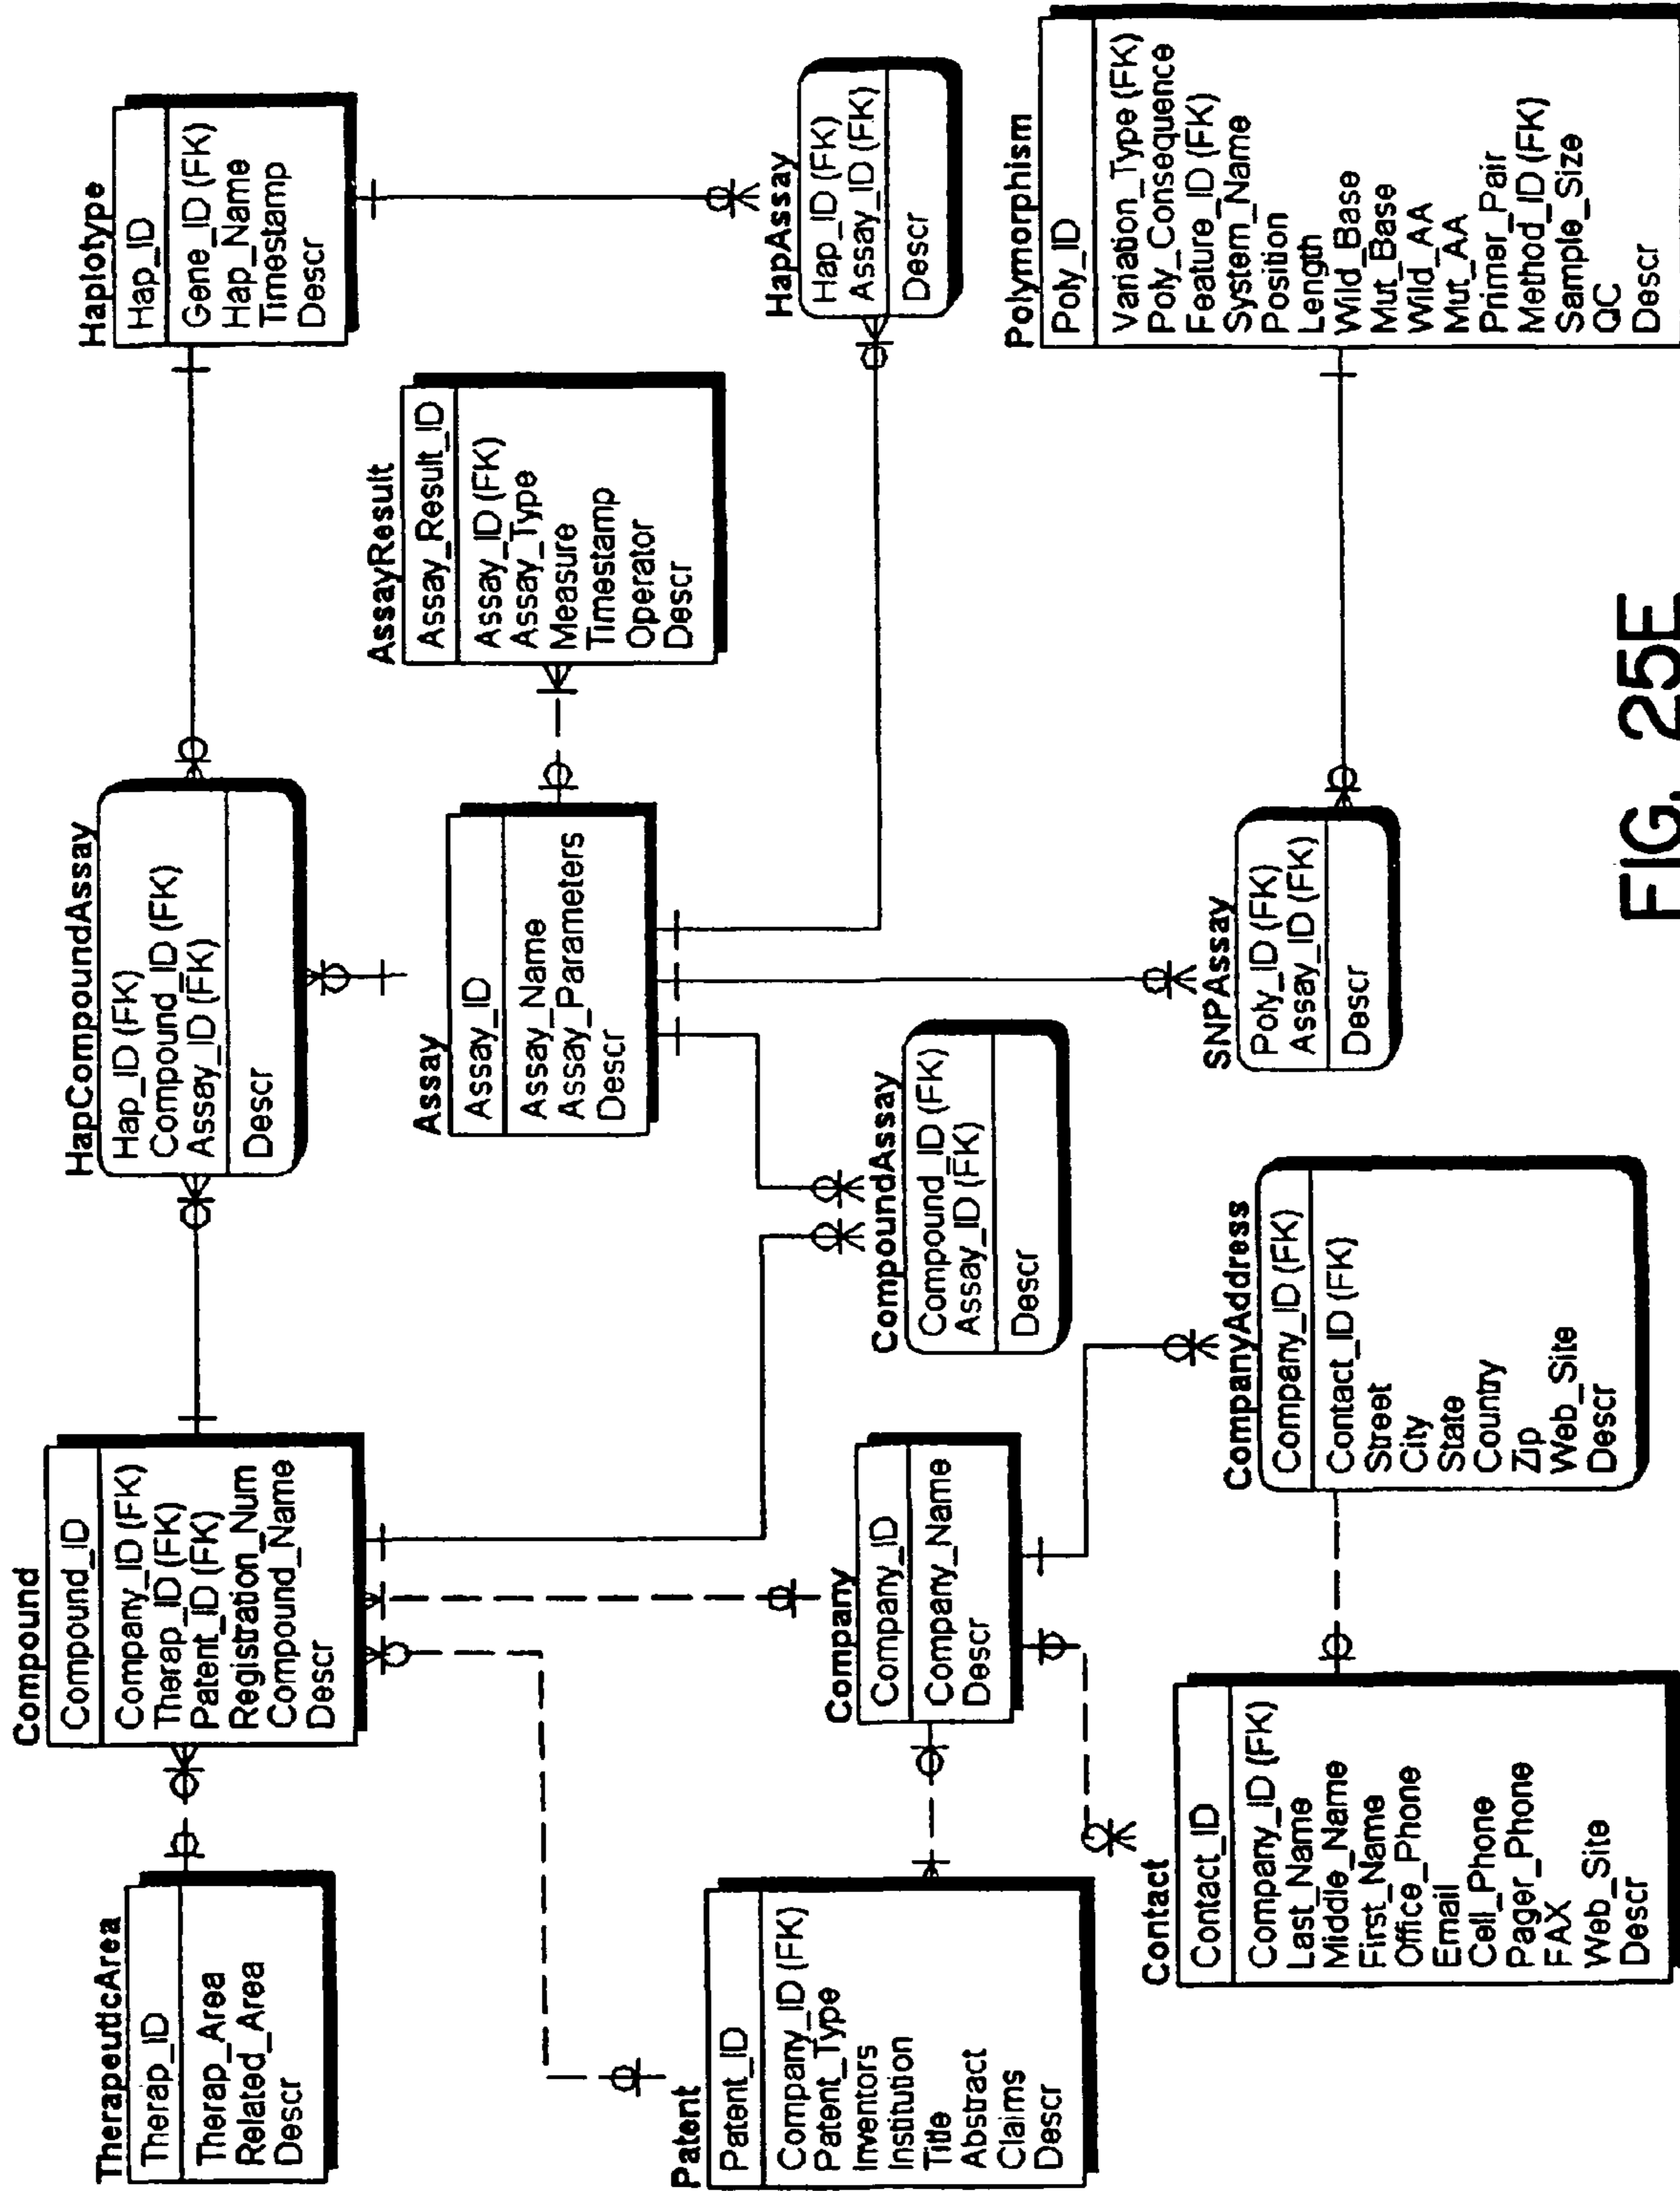 TherapeuticArea
Therap_ID
Therap_Area
Related_Area
Descr
Compound
Compound_ID
Company_ID (FK)
Therap_ID (FK)
Patent_ID (FK)
Registration_Num
Compound_Name
Descr
HapCompoundAssay
Hap_ID (FK)
Compound_ID (FK)
Assay_ID (FK)
Descr
Haplotype
Hap_ID
Gene_ID (FK)
Hap_Name
Timestamp
Descr
Assay
Assay_ID
Assay_Name
Assay_Parameters
Descr
AssayResult
Assay_Result_ID
Assay_ID (FK)
Assay_Type
Measure
Timestamp
Operator
Descr
Patent
Patent_ID
Company_ID (FK)
Patent_Type
Inventors
Institution
Title
Abstract
Claims
Descr
Company
Company_ID
Company_Name
Descr
CompoundAssay
Compound_ID (FK)
Assay_ID (FK)
Descr
HapAssay
Hap_ID (FK)
Assay_ID (FK)
Descr
Contact
Contact_ID
Company_ID (FK)
Last_Name
Middle_Name
First_Name
Office_Phone
Email
Cell_Phone
Pager_Phone
FAX
Web_Site
Descr
CompanyAddress
Company_ID (FK)
Contact_ID (FK)
Street
City
State
Country
Zip
Web_Site
Descr
SNPAssay
Poly_ID (FK)
Assay_ID (FK)
Descr
Polymorphism
Poly_ID
Variation_Type (FK)
Poly_Consequence
Feature_ID (FK)
System_Name
Position
Length
Wild_Base
Mut_Base
Wild_AA
Mut_AA
Primer_Pair
Method_ID (FK)
Sample_Size
QC
Descr
FIG. 25E